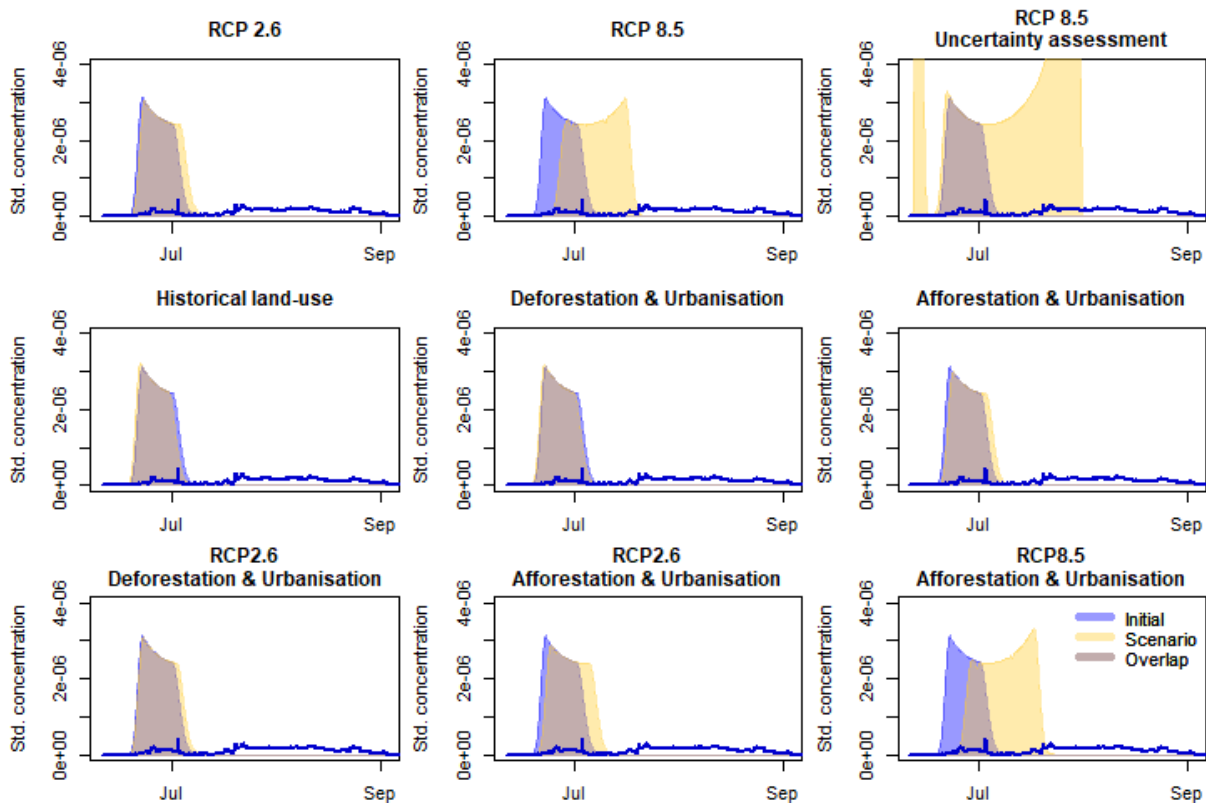 RCP 2.6
Std. concentration
0e+00 2e-06 4e-06
Jul Sep
RCP 8.5
Std. concentration
0e+00 2e-06 4e-06
Jul Sep
RCP 8.5
Uncertainty assessment
Std. concentration
0e+00 2e-06 4e-06
Jul Sep
Historical land-use
Std. concentration
0e+00 2e-06 4e-06
Jul Sep
Deforestation & Urbanisation
Std. concentration
0e+00 2e-06 4e-06
Jul Sep
Afforestation & Urbanisation
Std. concentration
0e+00 2e-06 4e-06
Jul Sep
RCP2.6
Deforestation & Urbanisation
Std. concentration
0e+00 2e-06 4e-06
Jul Sep
RCP2.6
Afforestation & Urbanisation
Std. concentration
0e+00 2e-06 4e-06
Jul Sep
RCP8.5
Afforestation & Urbanisation
Std. concentration
0e+00 2e-06 4e-06
Initial
Scenario
Overlap
Jul Sep